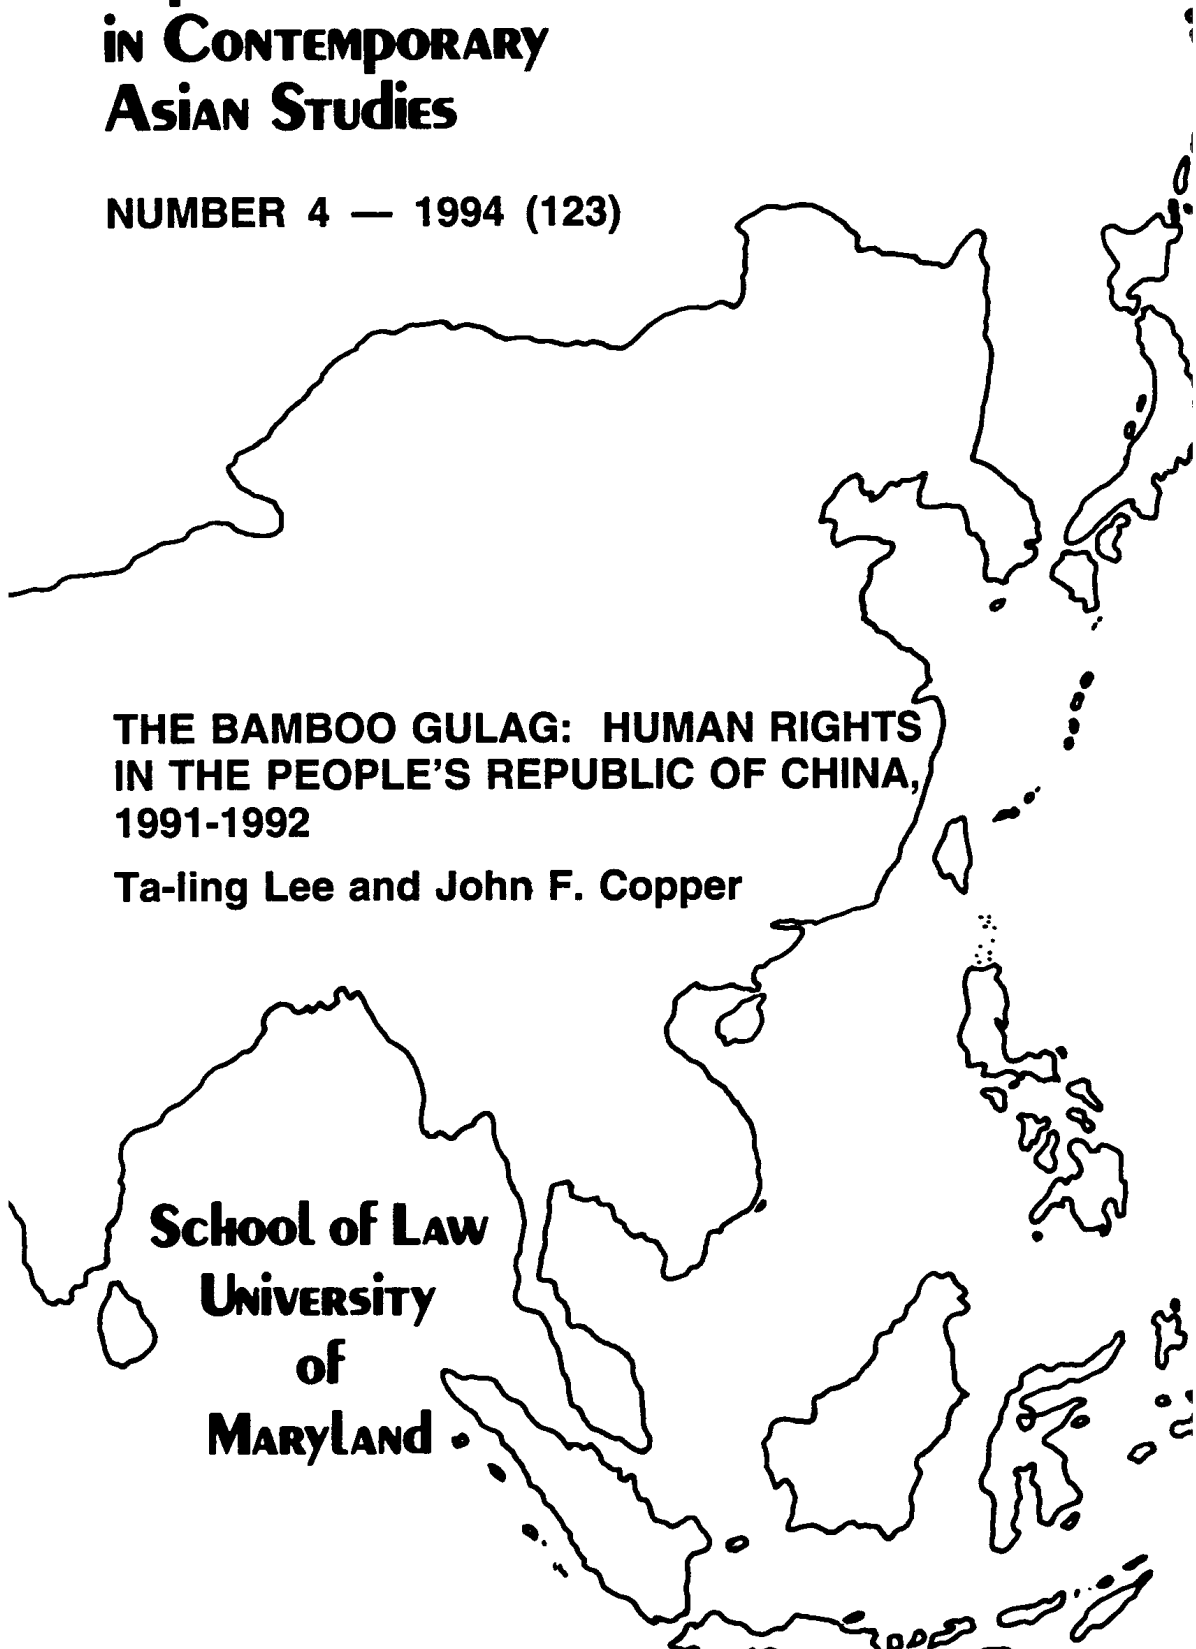 in Contemporary
Asian Studies
NUMBER 4 — 1994 (123)
THE BAMBOO GULAG: HUMAN RIGHTS
IN THE PEOPLE'S REPUBLIC OF CHINA,
1991-1992
Ta-ling Lee and John F. Copper
School of Law
University
of
Maryland